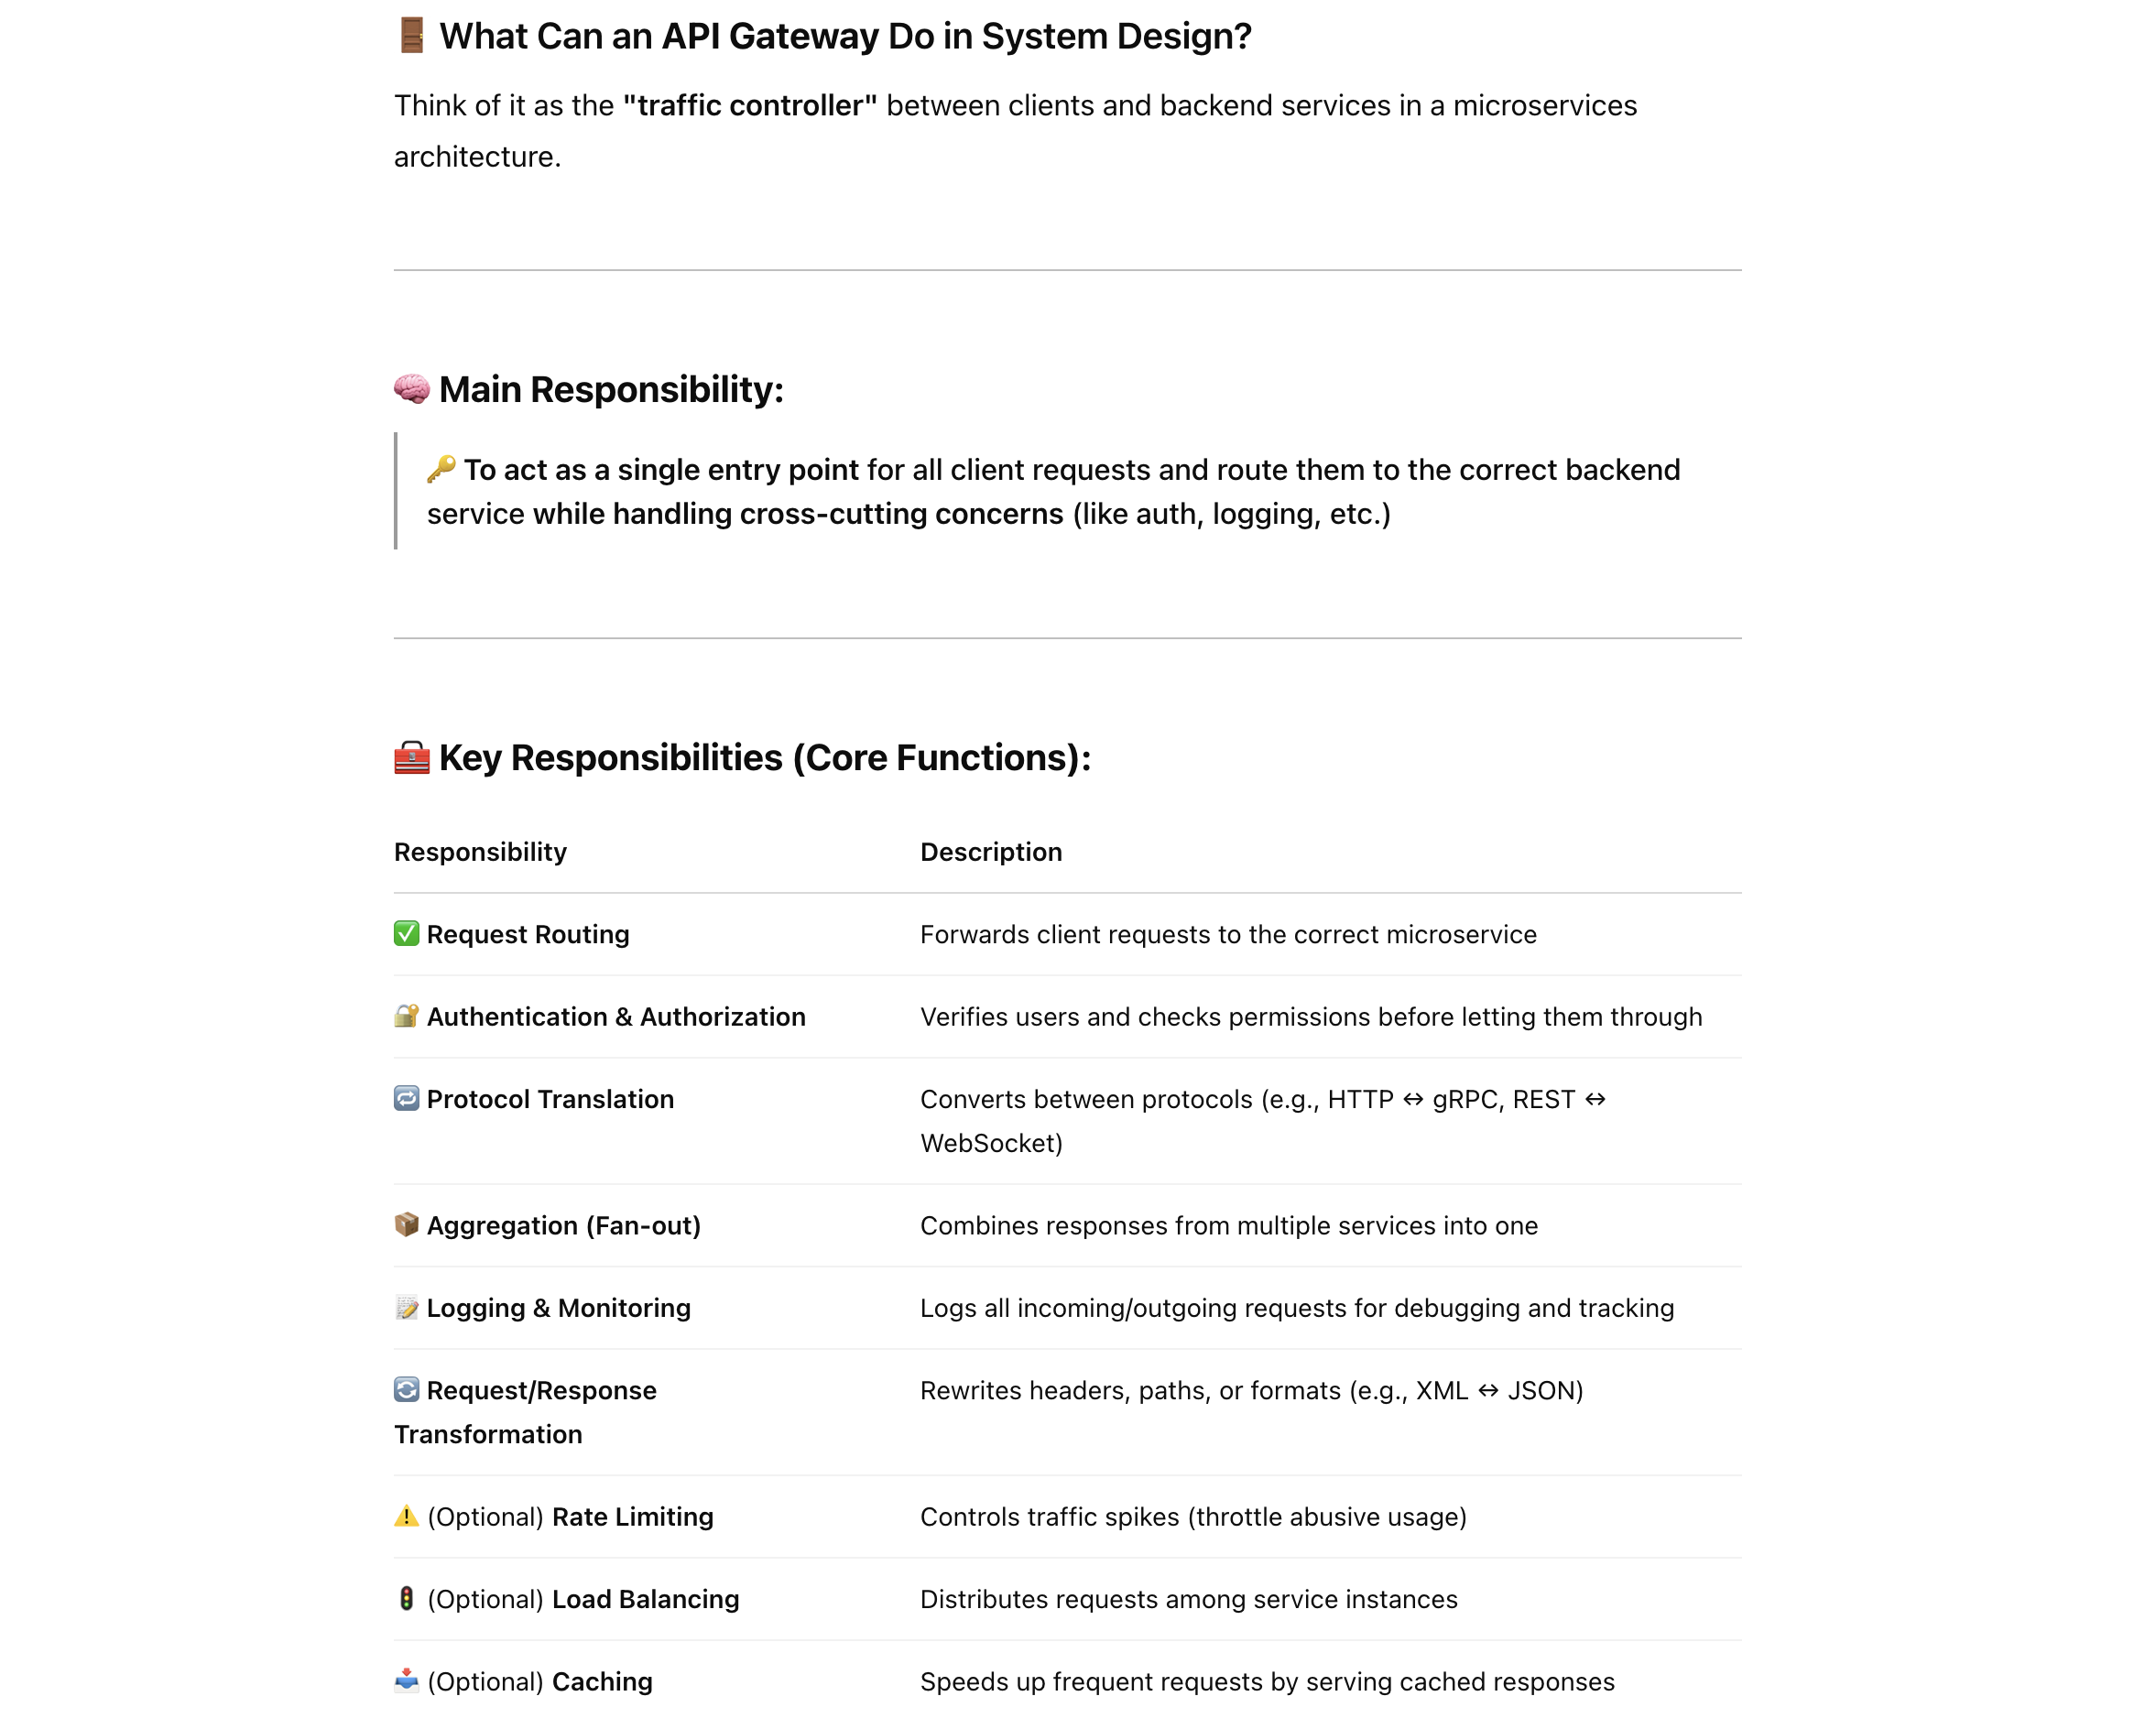 🚪 What Can an API Gateway Do in System Design?
Think of it as the "traffic controller" between clients and backend services in a microservices
architecture.
🧠 Main Responsibility:
🔑 To act as a single entry point for all client requests and route them to the correct backend
service while handling cross-cutting concerns (like auth, logging, etc.)
🧰 Key Responsibilities (Core Functions):
Responsibility Description
✅ Request Routing Forwards client requests to the correct microservice
🔐 Authentication & Authorization Verifies users and checks permissions before letting them through
🔁 Protocol Translation Converts between protocols (e.g., HTTP ↔ gRPC, REST ↔
WebSocket)
📦 Aggregation (Fan-out) Combines responses from multiple services into one
📝 Logging & Monitoring Logs all incoming/outgoing requests for debugging and tracking
🔄 Request/Response Rewrites headers, paths, or formats (e.g., XML ↔ JSON)
Transformation
⚠️ (Optional) Rate Limiting Controls traffic spikes (throttle abusive usage)
🚦 (Optional) Load Balancing Distributes requests among service instances
📥 (Optional) Caching Speeds up frequent requests by serving cached responses